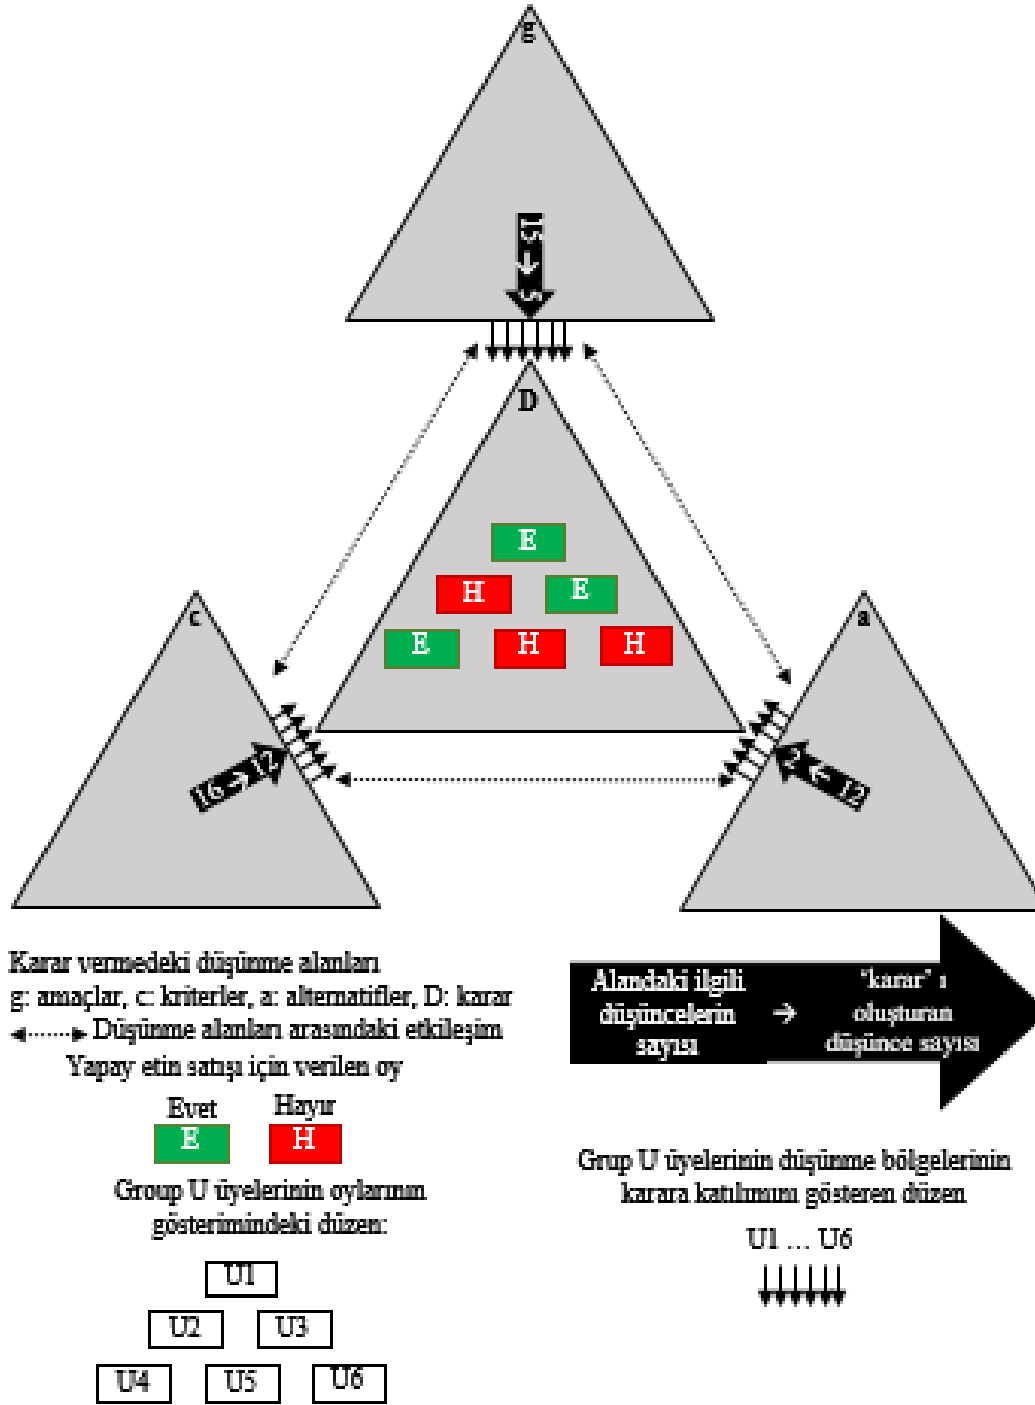 g
15 → 5
D
E
H E
E H H
c
16 → 12
a
2 ← 12
Karar vermedeki düşünme alanları
g: amaçlar, c: kriterler, a: alternatifler, D: karar
Düşünme alanları arasındaki etkileşim
Yapay etin satışı için verilen oy
Evet Hayır
E H
Group U üyelerinin oylarının
gösterimindeki düzen:
U1
U2 U3
U4 U5 U6
Alandaki ilgili
düşüncelerin
sayısı
→
"karar" ı
oluşturan
düşünce sayısı
Grup U üyelerinin düşünme bölgelerinin
karara katılımını gösteren düzen
U1 ... U6